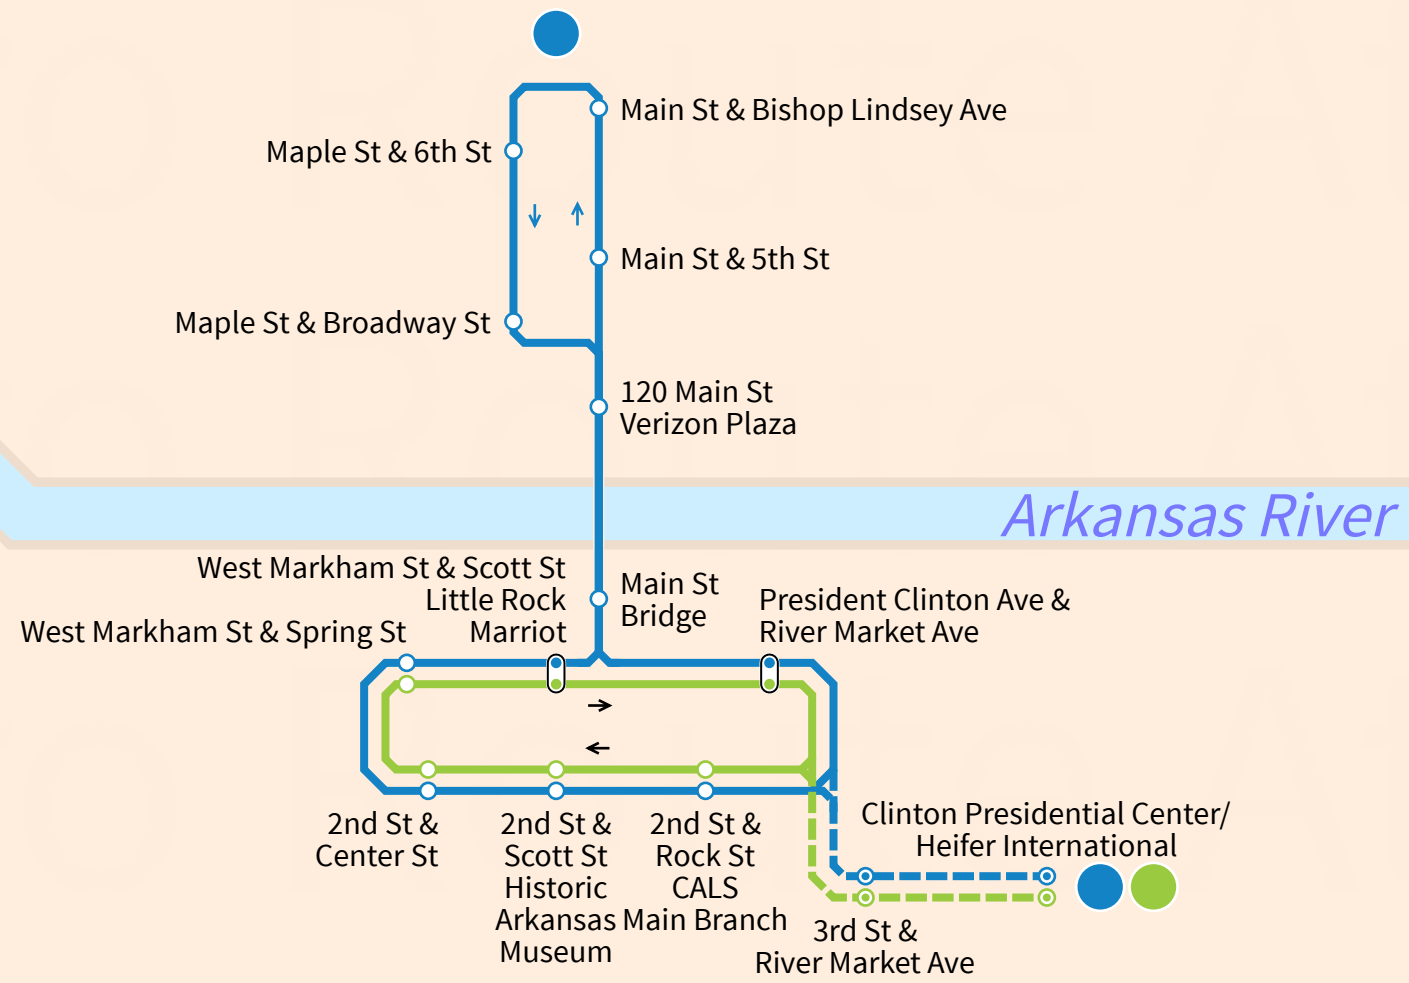 Main St & Bishop Lindsey Ave
Maple St & 6th St
Main St & 5th St
Maple St & Broadway St
120 Main St
Verizon Plaza
Arkansas River
West Markham St & Scott St
Little Rock
Marriot
Main St
Bridge
President Clinton Ave &
River Market Ave
West Markham St & Spring St
2nd St &
Center St
2nd St &
Scott St
Historic
Arkansas
Museum
2nd St &
Rock St
CALS
Main Branch
Clinton Presidential Center/
Heifer International
3rd St &
River Market Ave